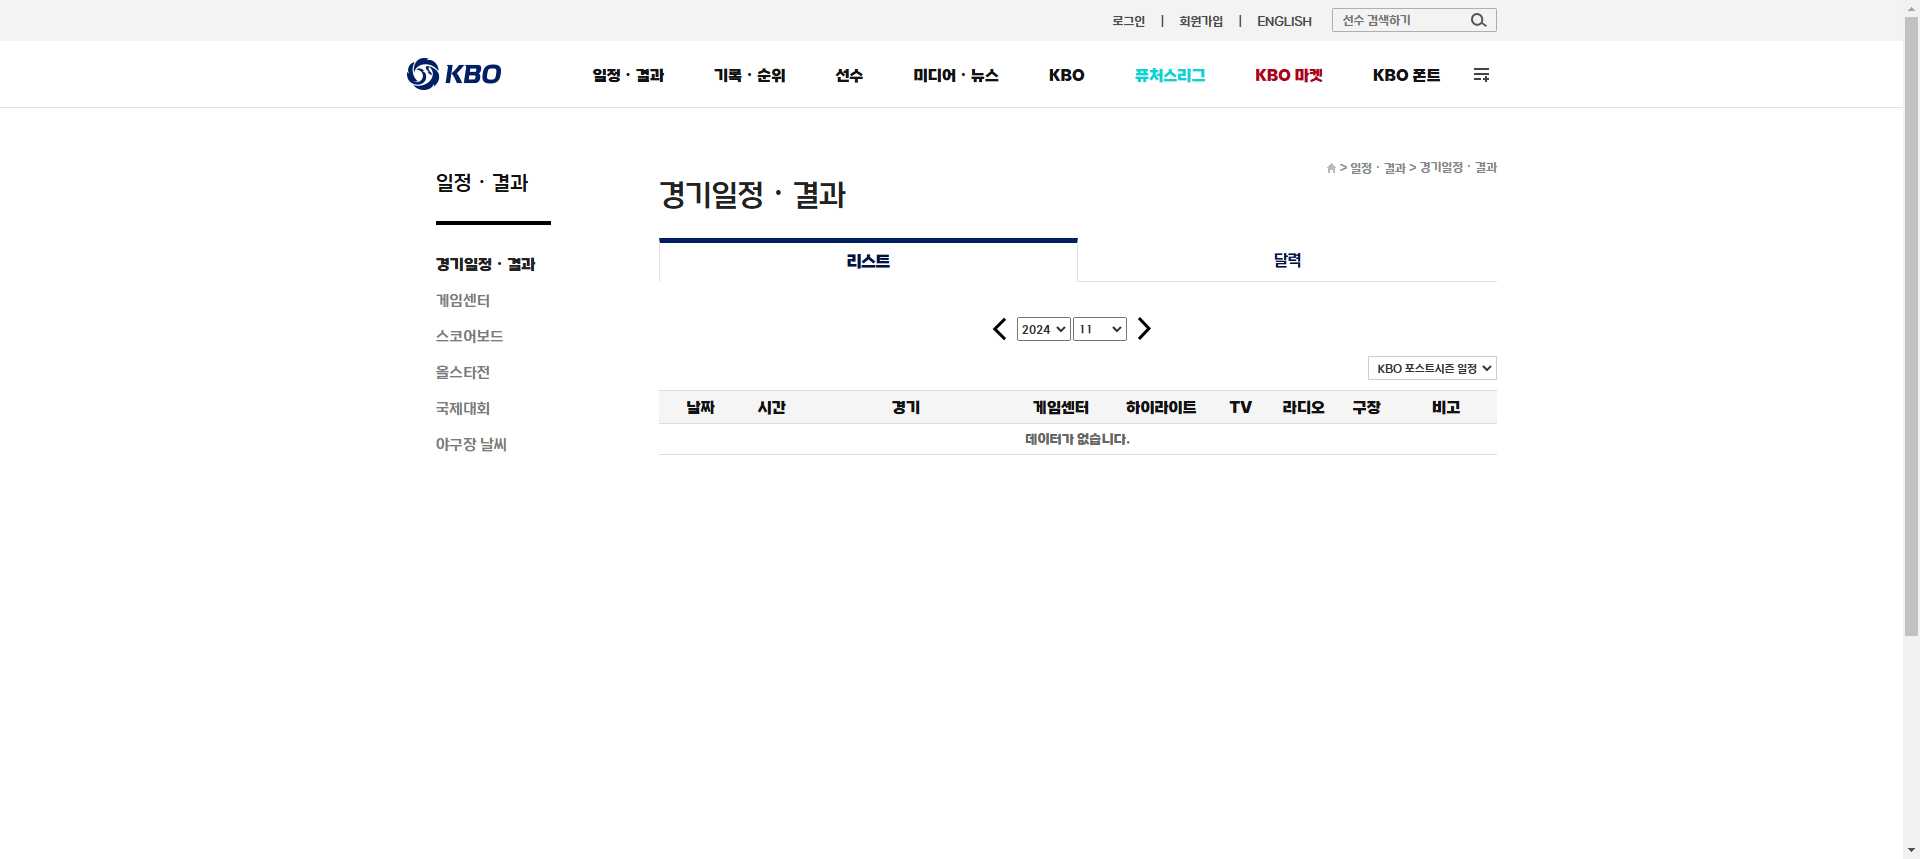 로그인 | 회원가입 | ENGLISH 선수 검색하기
KBO 일정 · 결과 기록 · 순위 선수 미디어 · 뉴스 KBO 퓨처스리그 KBO 마켓 KBO 폰트
> 일정 · 결과 > 경기일정 · 결과
일정 · 결과
경기일정 · 결과
게임센터
스코어보드
올스타전
국제대회
야구장 날씨
경기일정 · 결과
리스트 달력
2024 11
KBO 포스트시즌 일정
날짜 시간 경기 게임센터 하이라이트 TV 라디오 구장 비고
데이터가 없습니다.